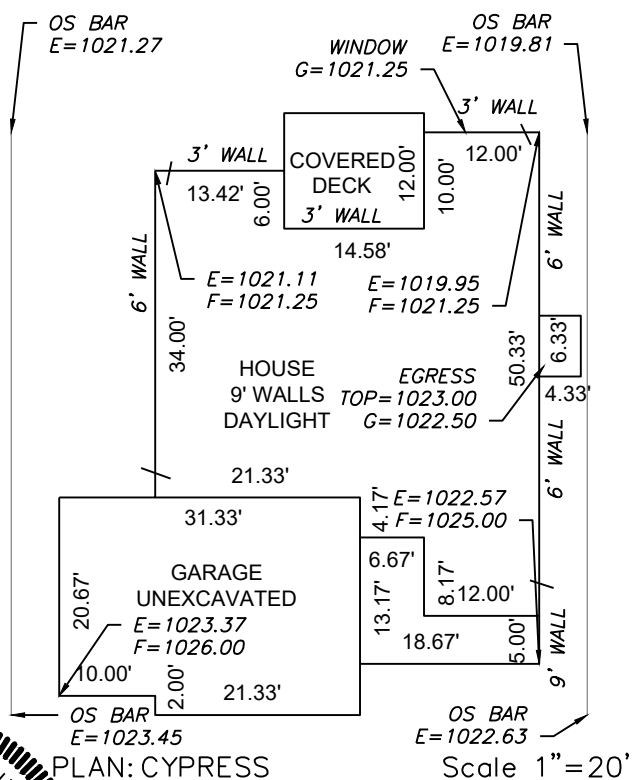 OS BAR
E=1021.27
OS BAR
E=1019.81
WINDOW
G=1021.25
3' WALL
3' WALL
COVERED
DECK
12.00'
10.00'
12.00'
13.42'
6.00'
3' WALL
14.58'
6' WALL
6' WALL
E=1021.11
F=1021.25
E=1019.95
F=1021.25
34.00'
HOUSE
9' WALLS
DAYLIGHT
50.33'
6.33'
EGRESS
TOP=1023.00
G=1022.50
4.33'
6' WALL
21.33'
31.33'
4.17'
E=1022.57
F=1025.00
6.67'
GARAGE
UNEXCAVATED
20.67'
13.17'
8.17'
12.00'
E=1023.37
F=1026.00
18.67'
5.00'
9' WALL
10.00'
2.00'
21.33'
OS BAR
E=1023.45
OS BAR
E=1022.63
PLAN: CYPRESS
Scale 1"=20'